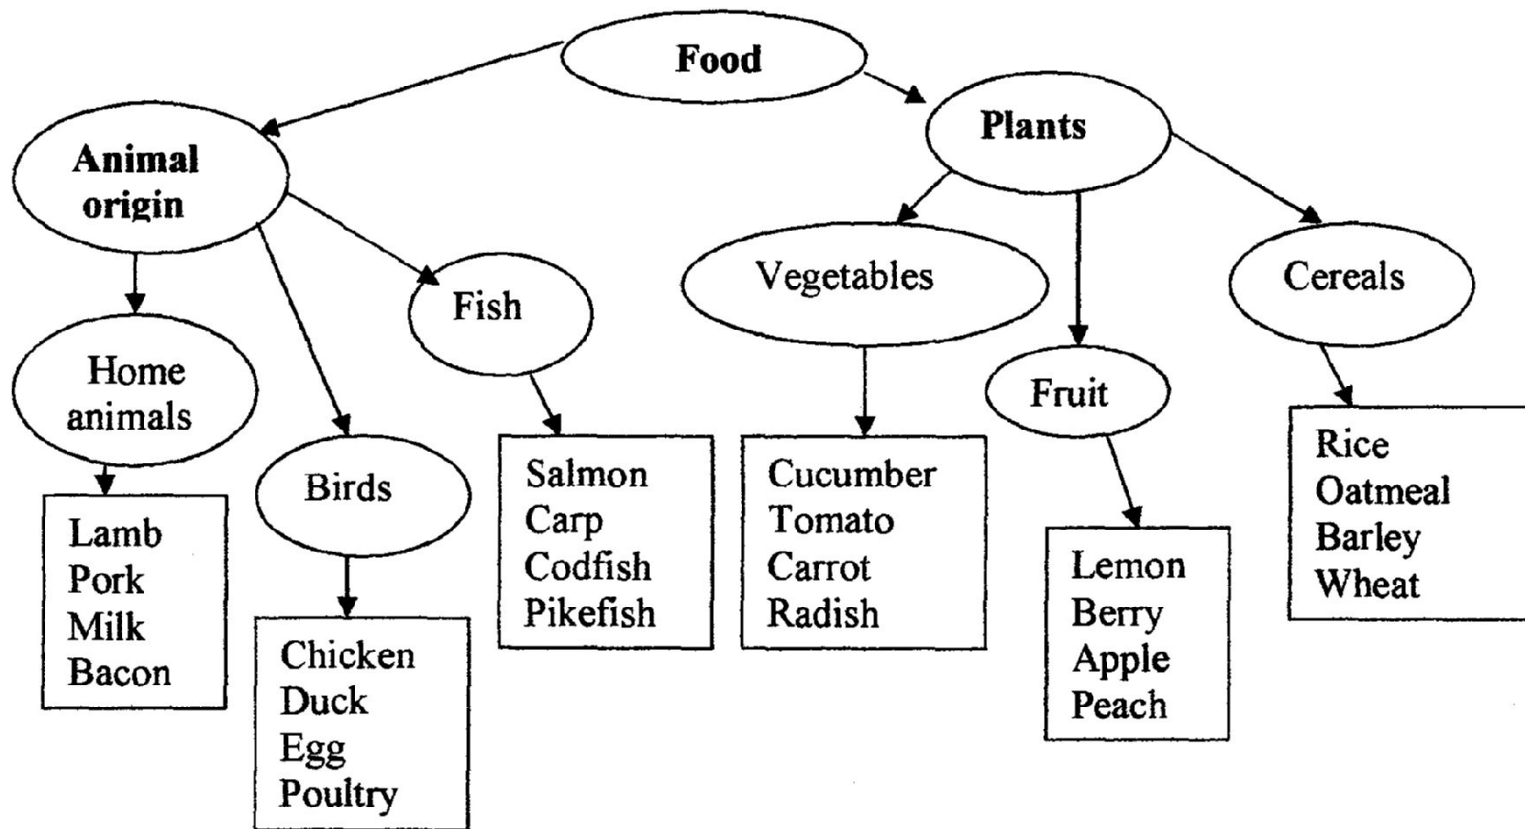 Food
Animal
origin
Plants
Home
animals
Birds
Fish
Vegetables
Fruit
Cereals
Lamb
Pork
Milk
Bacon
Chicken
Duck
Egg
Poultry
Salmon
Carp
Codfish
Pikefish
Cucumber
Tomato
Carrot
Radish
Lemon
Berry
Apple
Peach
Rice
Oatmeal
Barley
Wheat